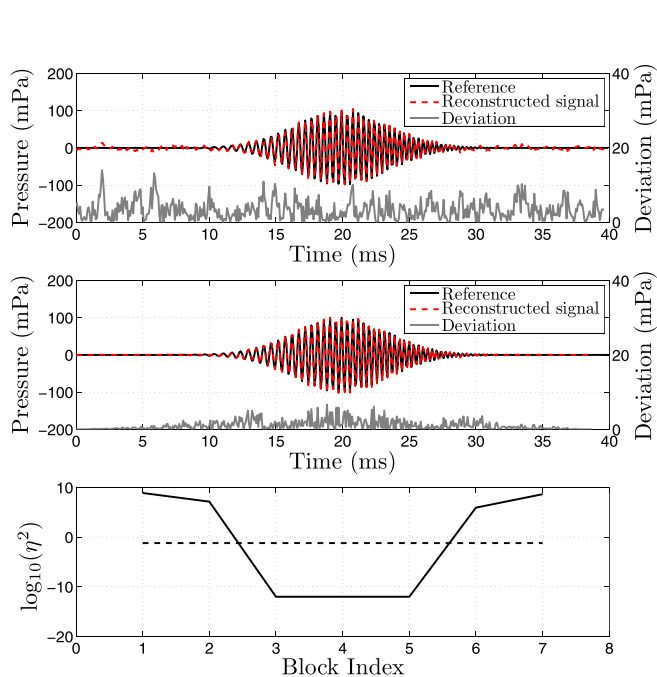 200
100
0
−100
−200
Pressure (mPa)
40
20
0
Deviation (mPa)
Reference
Reconstructed signal
Deviation
0 5 10 15 20 25 30 35 40
Time (ms)
200
100
0
−100
−200
Pressure (mPa)
40
20
0
Deviation (mPa)
Reference
Reconstructed signal
Deviation
0 5 10 15 20 25 30 35 40
Time (ms)
10
0
−10
−20
log₁₀(η²)
0 1 2 3 4 5 6 7 8
Block Index